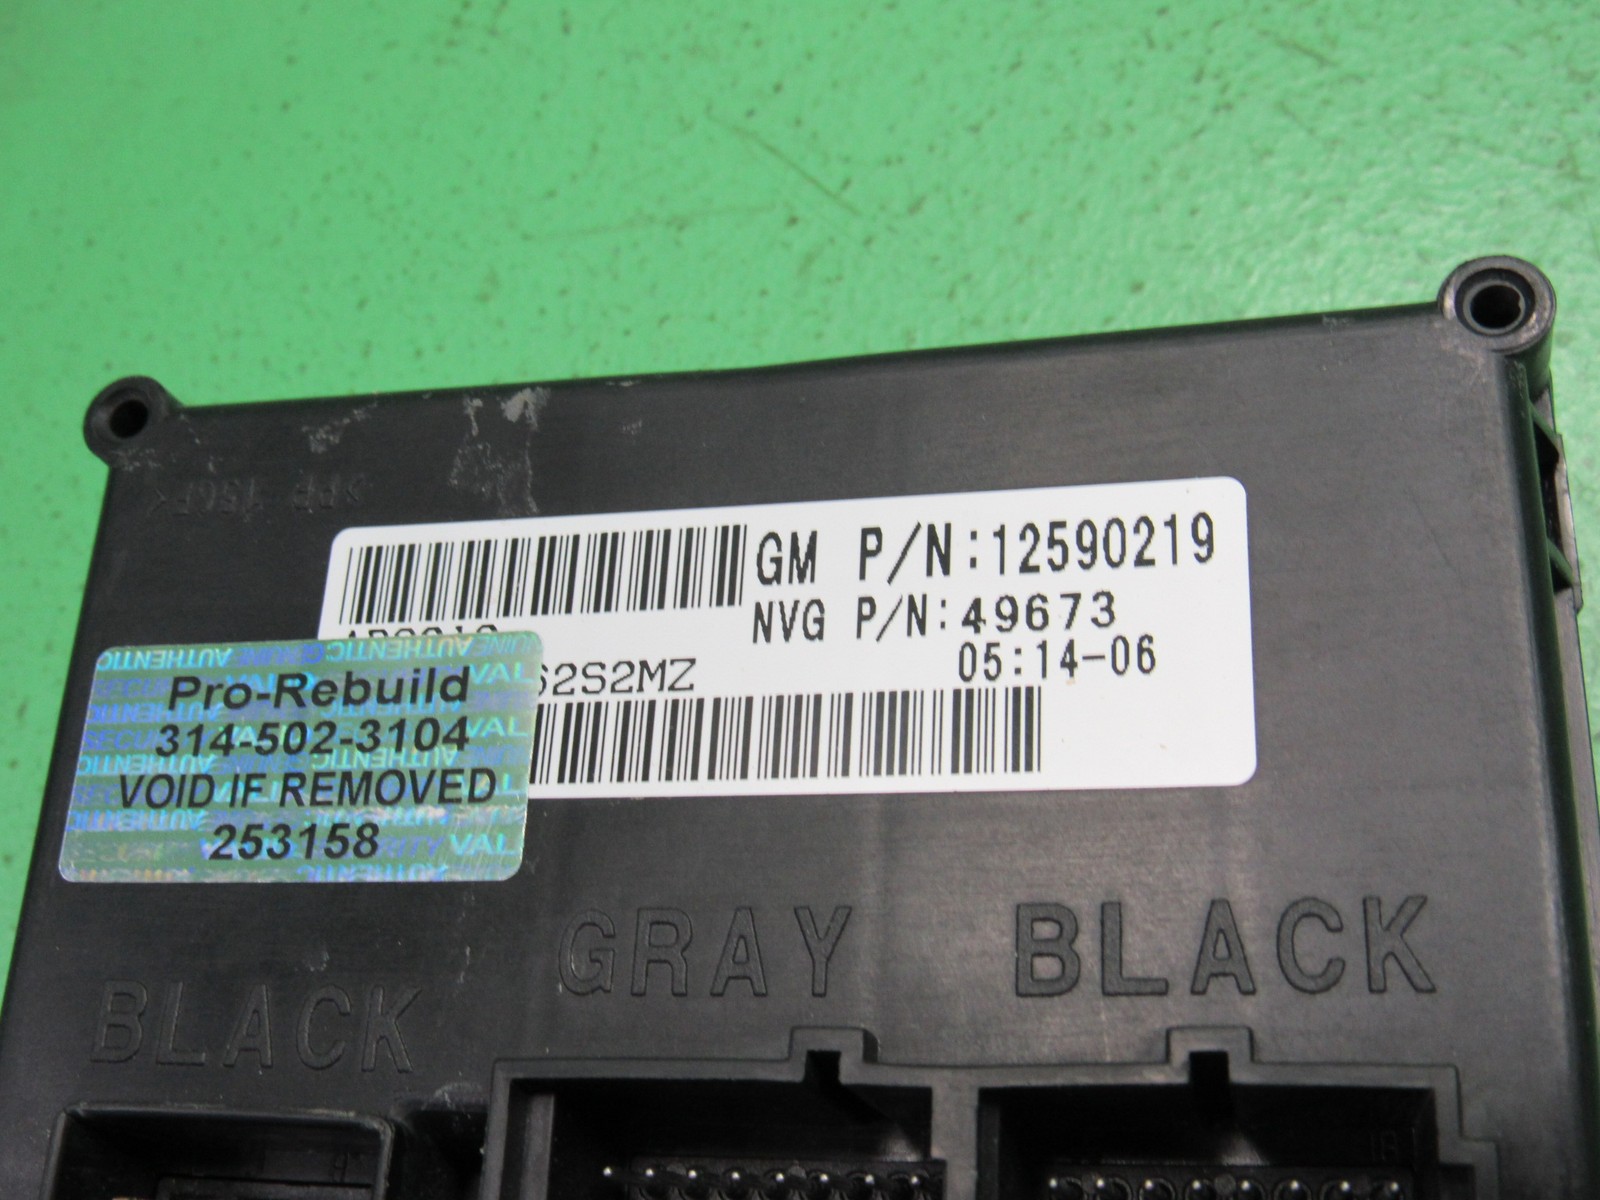 GM P/N:12590219
NVG P/N:49673
05:14-06
S2S2MZ
Pro-Rebuild
314-502-3104
VOID IF REMOVED
253158
BLACK GRAY BLACK